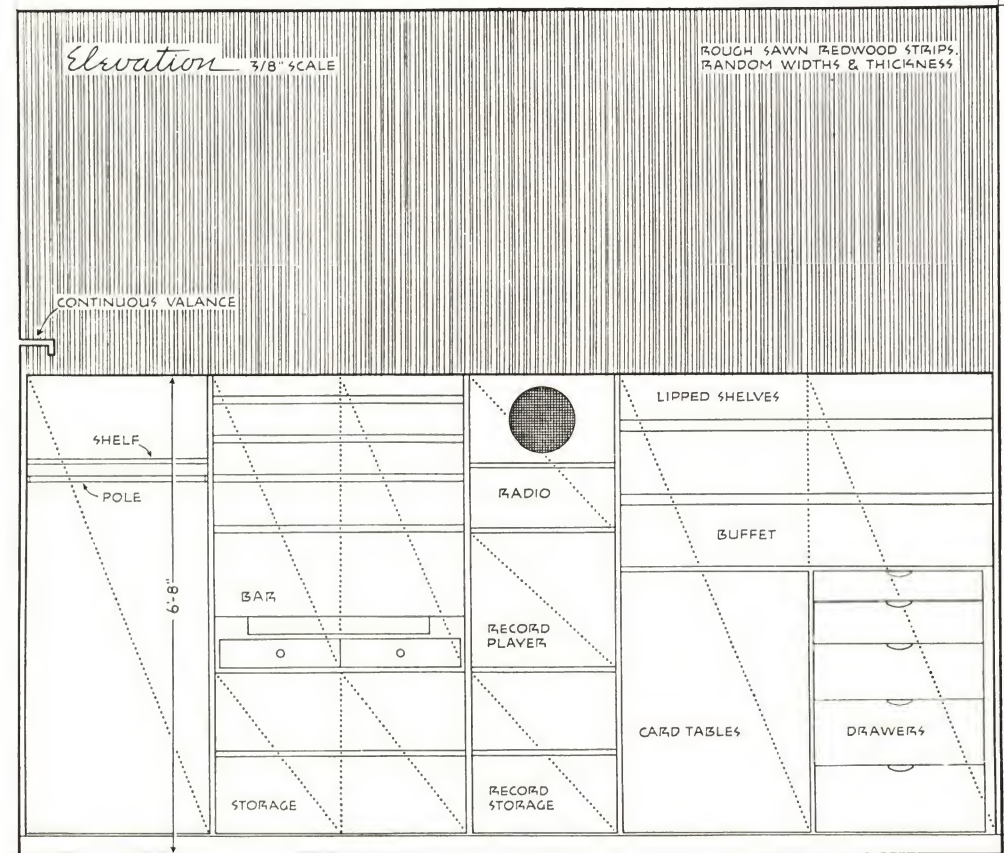 Elevation 3/8" SCALE
ROUGH SAWN REDWOOD STRIPS.
RANDOM WIDTHS & THICKNESS
CONTINUOUS VALANCE
SHELF
POLE
6'-8"
BAR
STORAGE
RADIO
RECORD
PLAYER
RECORD
STORAGE
LIPPED SHELVES
BUFFET
CARD TABLES
DRAWERS